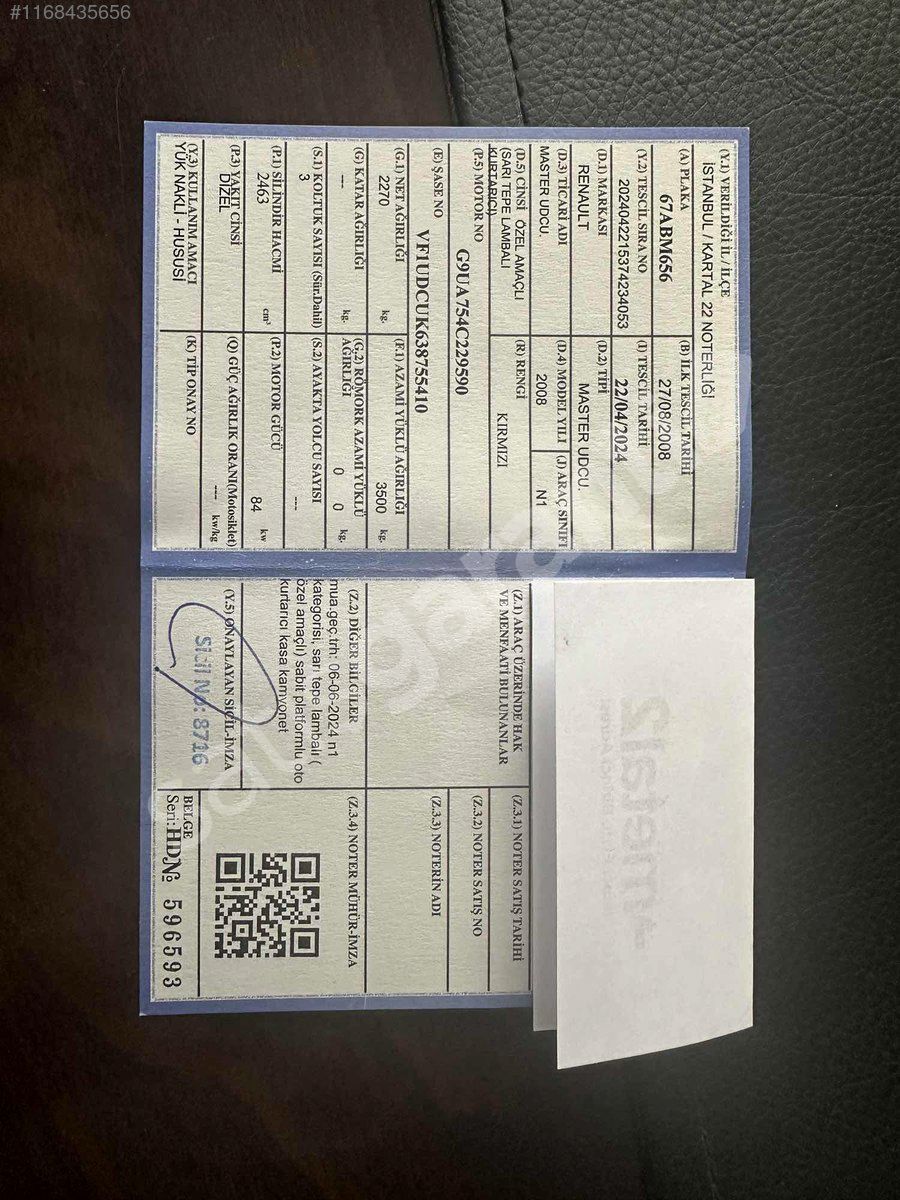 #1168435656
(Y.1) VERİLDİĞİ İL / İLÇE
İSTANBUL / KARTAL 22 NOTERLİĞİ
(A) PLAKA
67ABM656
(B) İLK TESCİL TARİHİ
27/08/2008
(Y.2) TESCİL SIRA NO
2024042215374234053
(I) TESCİL TARİHİ
22/04/2024
(D.1) MARKASI
RENAULT
(D.2) TİPİ
MASTER UDCU.
(D.3) TİCARİ ADI
MASTER UDCU.
(D.4) MODEL YILI
2008
(J) ARAÇ SINIFI
N1
(D.5) CİNSİ ÖZEL AMAÇLI
(SARI TEPE LAMBALI
KURTARICI)
(R) RENGİ
KIRMIZI
(P.5) MOTOR NO
G9UA754C229590
(E) ŞASE NO
VF1UDCUK638755410
(G.1) NET AĞIRLIĞI
2270 kg.
(F.1) AZAMİ YÜKLÜ AĞIRLIĞI
3500 kg.
(G) KATAR AĞIRLIĞI
--- kg.
(G.2) RÖMORK AZAMİ YÜKLÜ
AĞIRLIĞI 0 0 kg.
(S.1) KOLTUK SAYISI (Sür.Dahil)
3
(S.2) AYAKTA YOLCU SAYISI
---
(P.1) SİLİNDİR HACMİ
2463 cm³
(P.2) MOTOR GÜCÜ
84 kw
(P.3) YAKIT CİNSİ
DİZEL
(Q) GÜÇ AĞIRLIK ORANI(Motosiklet)
--- kw/kg.
(Y.3) KULLANIM AMACI
YÜK NAKLİ - HUSUSİ
(K) TİP ONAY NO
(Z.1) ARAÇ ÜZERİNDE HAK
VE MENFAATİ BULUNANLAR
(Z.3.1) NOTER SATIŞ TARİHİ
(Z.3.2) NOTER SATIŞ NO
(Z.3.3) NOTERİN ADI
(Z.2) DİĞER BİLGİLER
mua.geç.trh: 06-06-2024 n1
kategorisi, sarı tepe lambalı (
özel amaçlı) sabit platformlu oto
kurtarıcı kasa kamyonet
(Z.3.4) NOTER MÜHÜR-İMZA
(Y.5) ONAYLAYAN SİCİL-İMZA
Sicil No: 8716
BELGE
Seri: HD № 596593